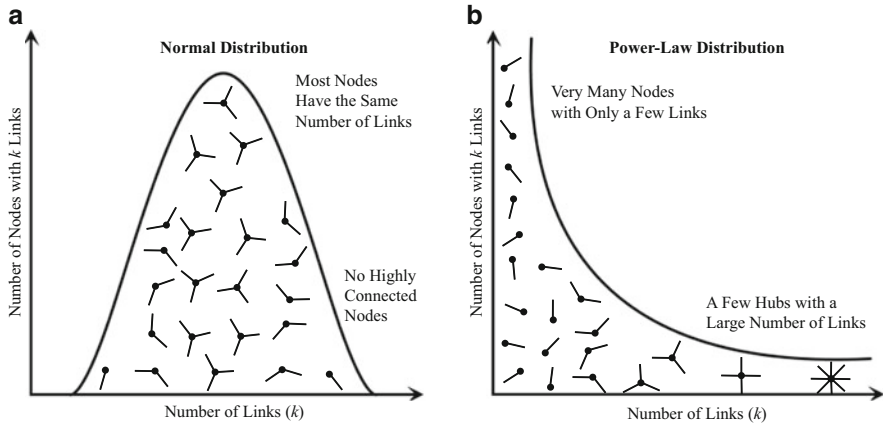 a
Normal Distribution
Number of Nodes with k Links
Most Nodes
Have the Same
Number of Links
No Highly
Connected
Nodes
Number of Links (k)
b
Power-Law Distribution
Number of Nodes with k Links
Very Many Nodes
with Only a Few Links
A Few Hubs with a
Large Number of Links
Number of Links (k)